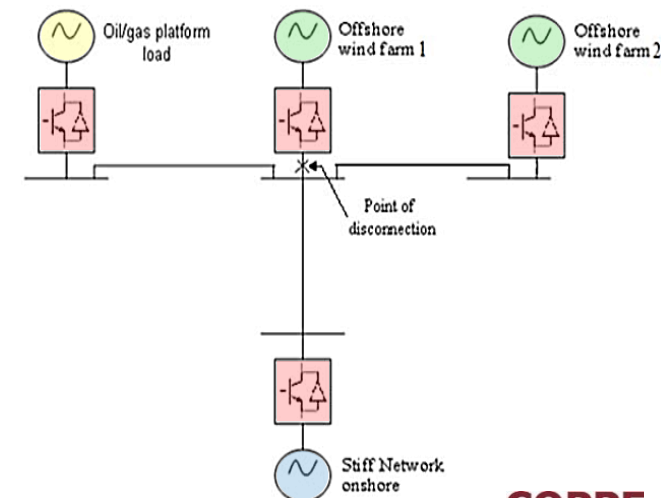 Oil/gas platform
load
Offshore
wind farm 1
Offshore
wind farm 2
Point of
disconnection
Stiff Network
onshore